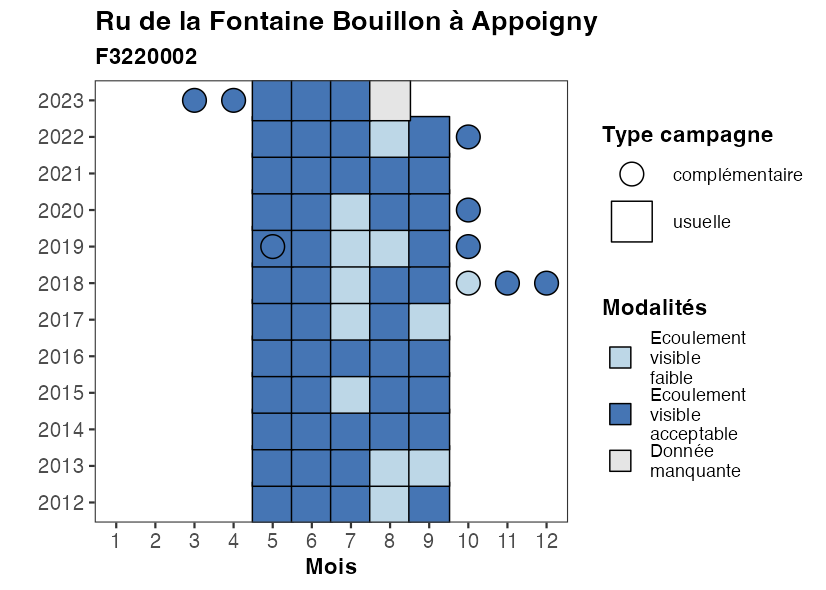 Ru de la Fontaine Bouillon à Appoigny
F3220002
2023
2022
2021
2020
2019
2018
2017
2016
2015
2014
2013
2012
1 2 3 4 5 6 7 8 9 10 11 12
Mois
Type campagne
complémentaire
usuelle
Modalités
Ecoulement
visible
faible
Ecoulement
visible
acceptable
Donnée
manquante